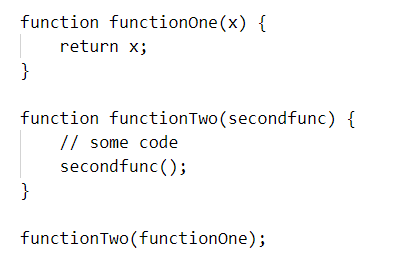 function functionOne(x) {
    return x;
}

function functionTwo(secondfunc) {
    // some code
    secondfunc();
}

functionTwo(functionOne);